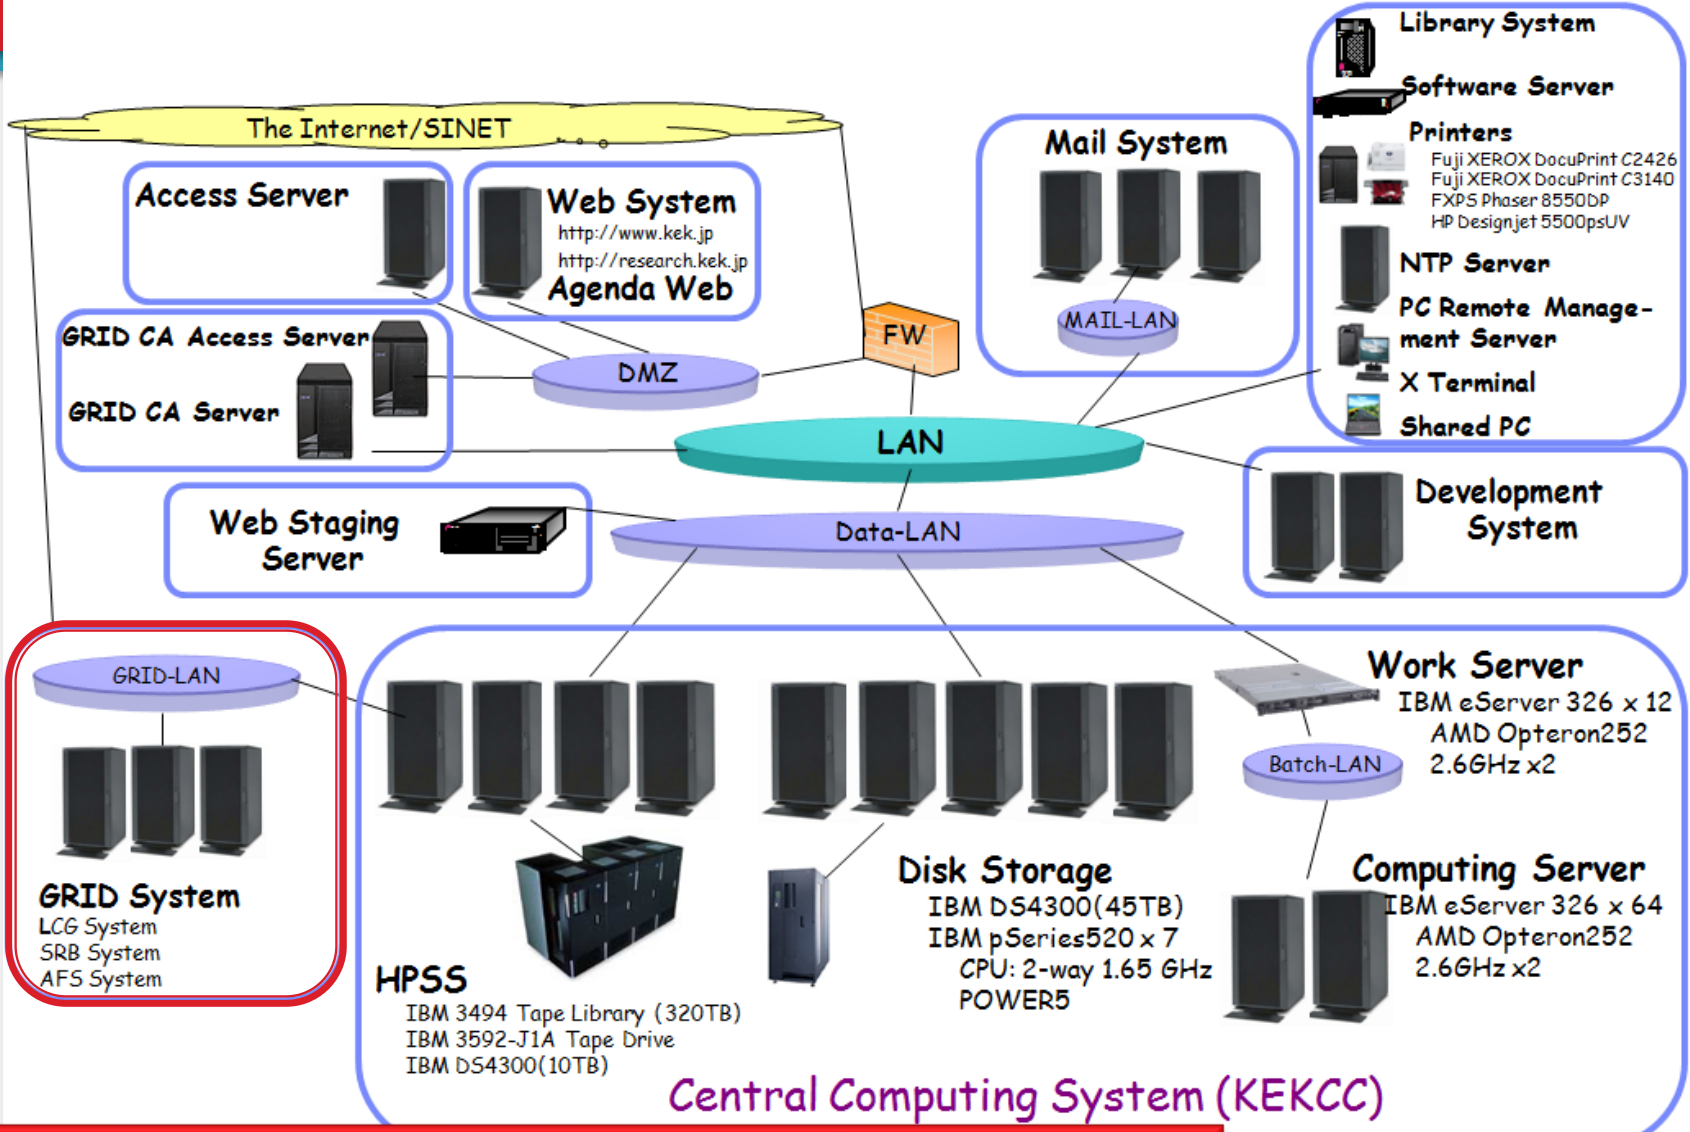 Library System
Software Server
Printers
Fuji XEROX DocuPrint C2426
Fuji XEROX DocuPrint C3140
FXPS Phaser 8550DP
HP Designjet 5500psUV
NTP Server
PC Remote Manage-
ment Server
X Terminal
Shared PC
The Internet/SINET
Mail System
MAIL-LAN
Access Server
Web System
http://www.kek.jp
http://research.kek.jp
Agenda Web
GRID CA Access Server
GRID CA Server
DMZ
FW
LAN
Development
System
Web Staging
Server
Data-LAN
GRID-LAN
GRID System
LCG System
SRB System
AFS System
Work Server
IBM eServer 326 x 12
AMD Opteron252
2.6GHz x2
Batch-LAN
Computing Server
IBM eServer 326 x 64
AMD Opteron252
2.6GHz x2
Disk Storage
IBM DS4300(45TB)
IBM pSeries520 x 7
CPU: 2-way 1.65 GHz
POWER5
HPSS
IBM 3494 Tape Library (320TB)
IBM 3592-J1A Tape Drive
IBM DS4300(10TB)
Central Computing System (KEKCC)